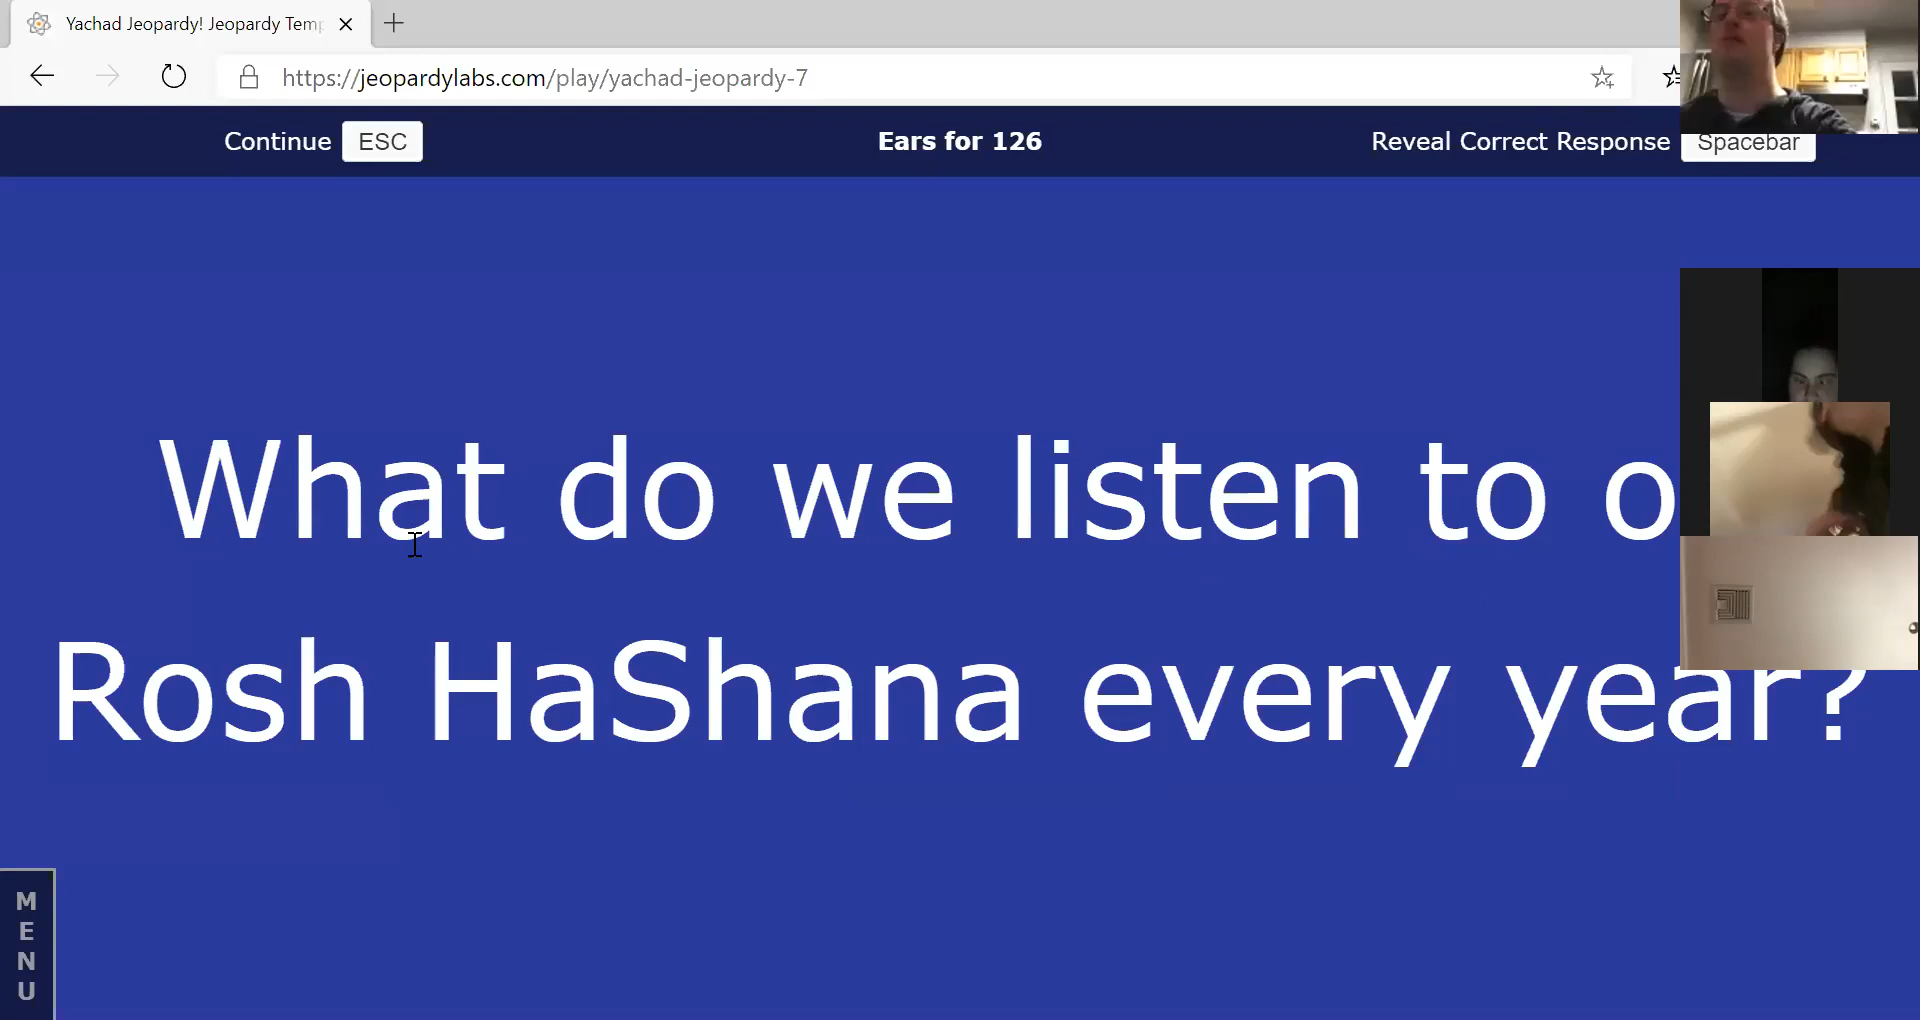 Yachad Jeopardy! Jeopardy Temp
https://jeopardylabs.com/play/yachad-jeopardy-7
Continue ESC Ears for 126 Reveal Correct Response Spacebar
What do we listen to o
Rosh HaShana every year?
MENU